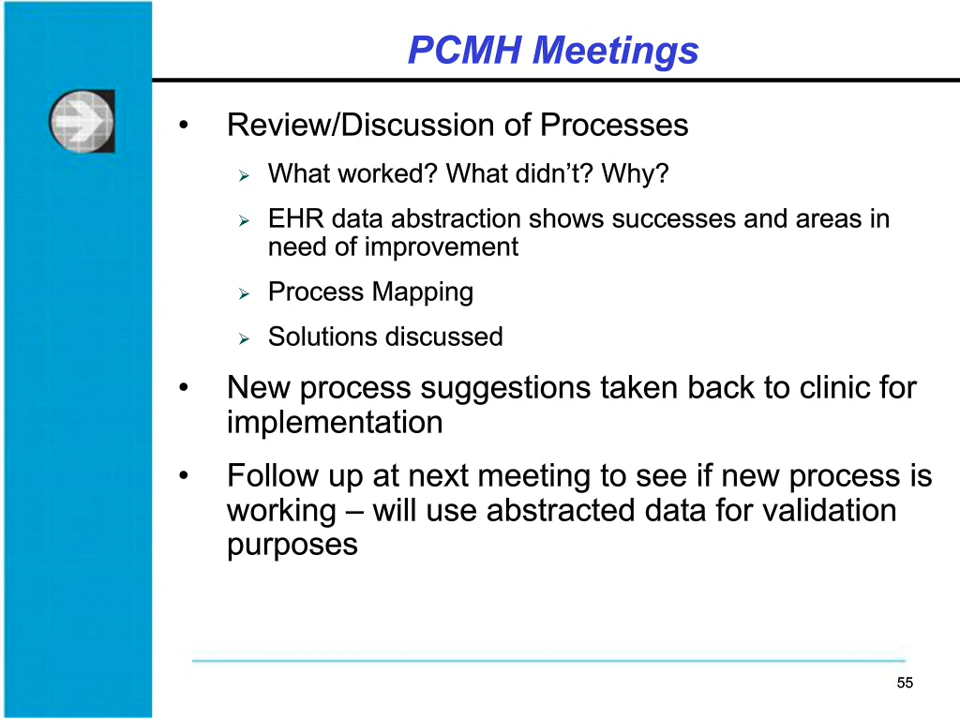 PCMH Meetings
• Review/Discussion of Processes
➢ What worked? What didn’t? Why?
➢ EHR data abstraction shows successes and areas in
need of improvement
➢ Process Mapping
➢ Solutions discussed
• New process suggestions taken back to clinic for
implementation
• Follow up at next meeting to see if new process is
working – will use abstracted data for validation
purposes
55